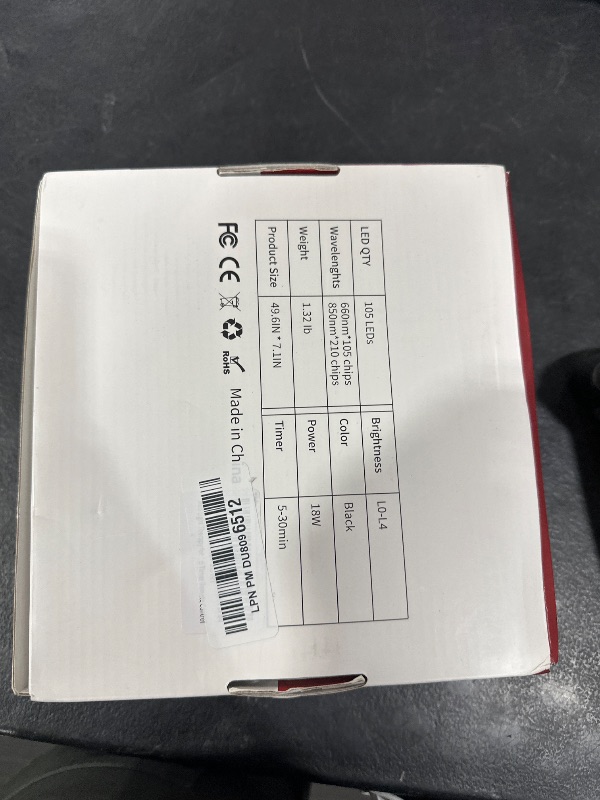 LED QTY 105 LEDs Brightness L0-L4
Wavelenghts 660nm*105 chips
850nm*210 chips Color Black
Weight 1.32 lb Power 18W
Product Size 49.6IN * 7.1IN Timer 5-30min
FC CE RoHS Made in China
LPN PM DU809 6512